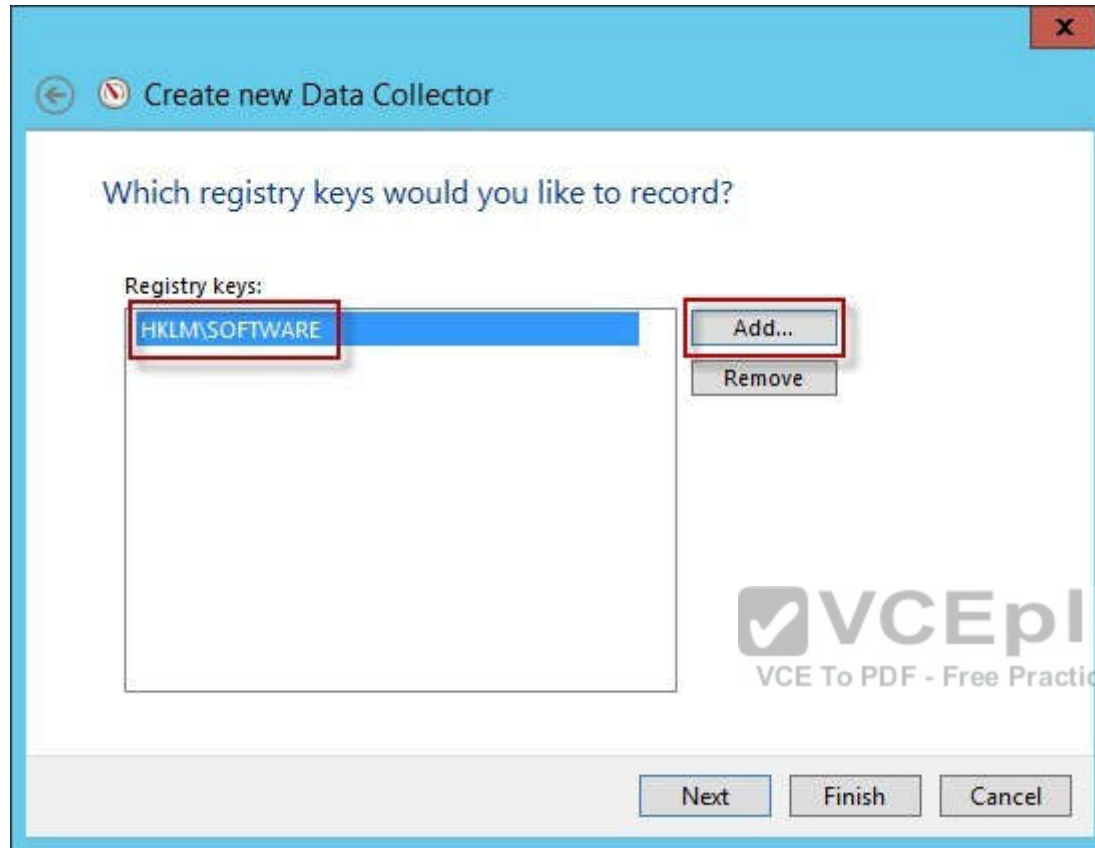 x
Create new Data Collector
Which registry keys would you like to record?
Registry keys:
HKLM\SOFTWARE
Add...
Remove
VCEpl
VCE To PDF - Free Practic
Next Finish Cancel